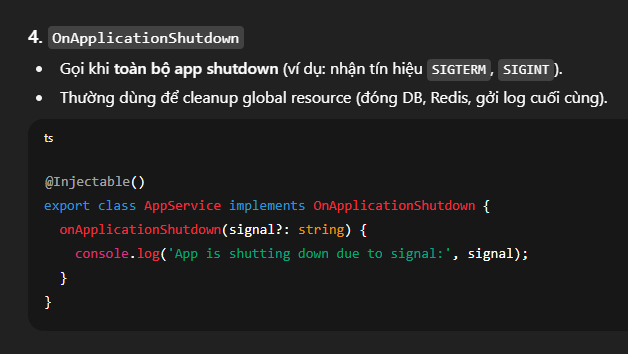 4. OnApplicationShutdown
• Gọi khi toàn bộ app shutdown (ví dụ: nhận tín hiệu SIGTERM, SIGINT).
• Thường dùng để cleanup global resource (đóng DB, Redis, gởi log cuối cùng).
ts
@Injectable()
export class AppService implements OnApplicationShutdown {
  onApplicationShutdown(signal?: string) {
    console.log('App is shutting down due to signal:', signal);
  }
}